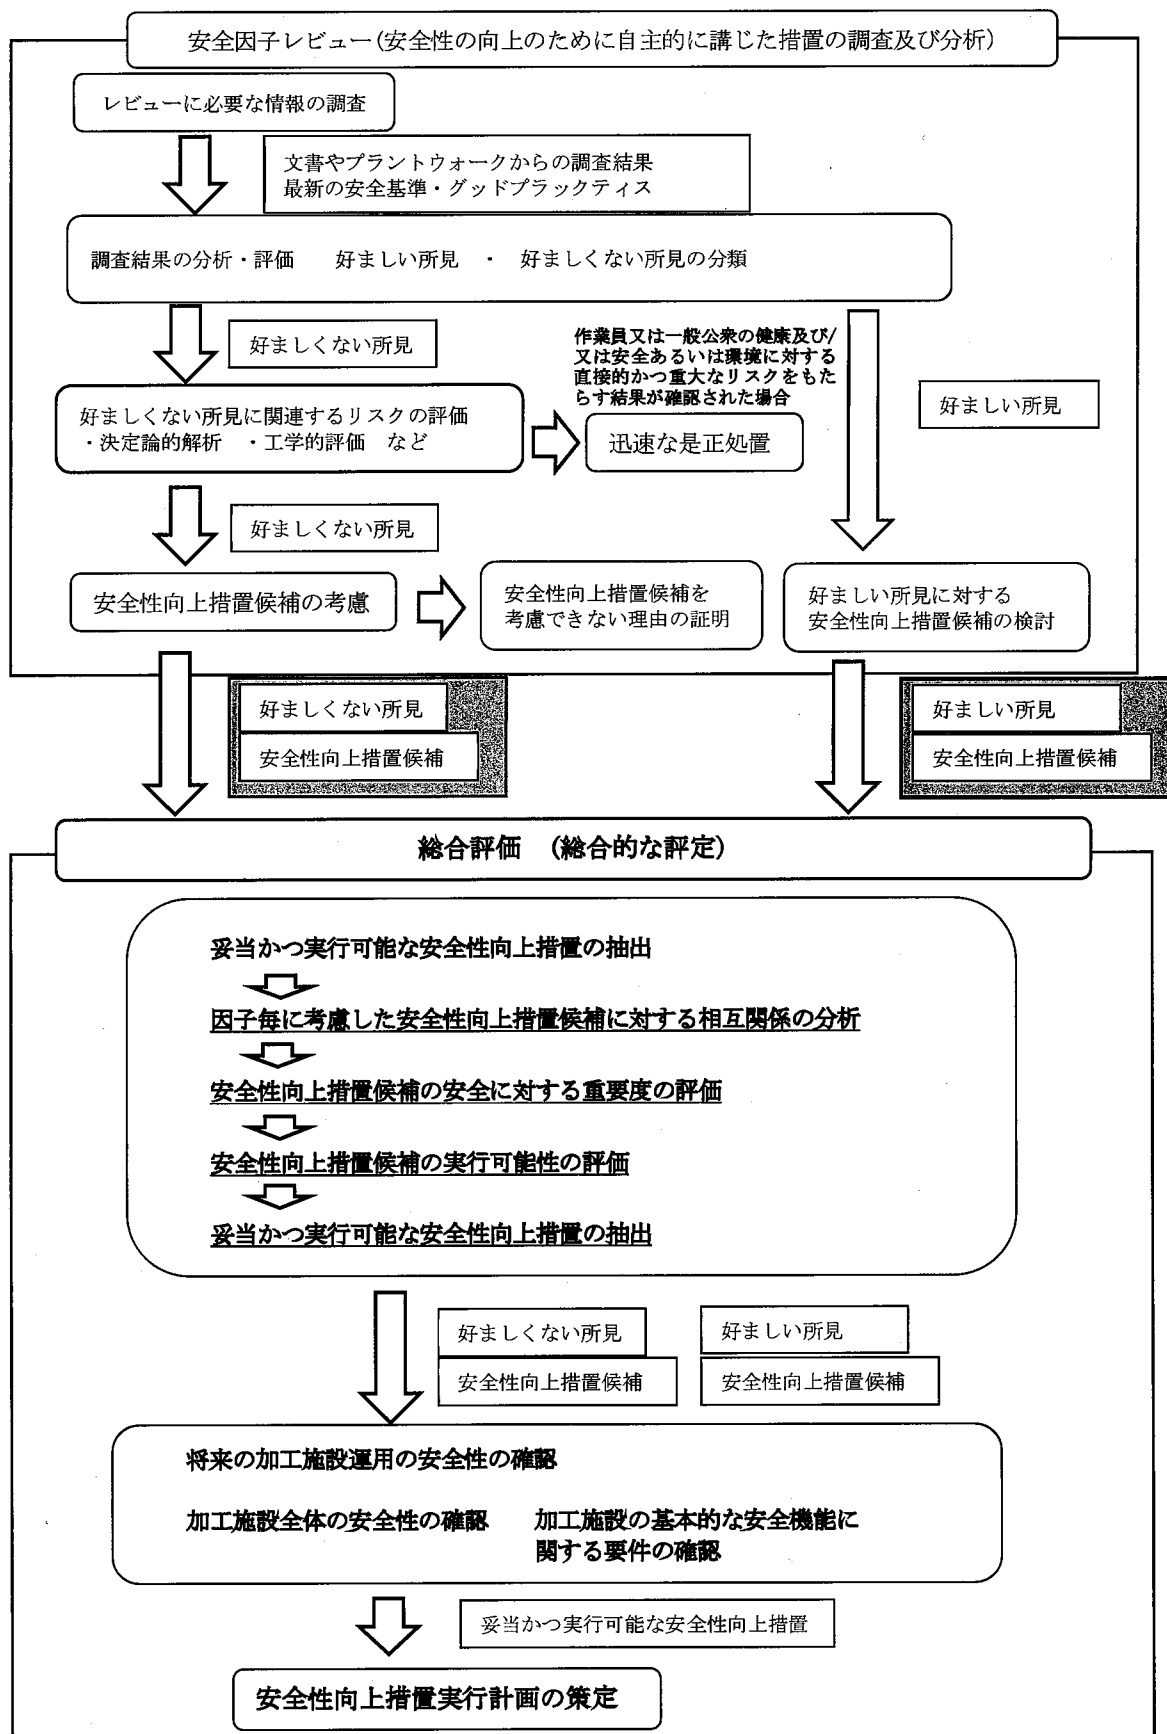 安全因子レビュー(安全性の向上のために自主的に講じた措置の調査及び分析)
レビューに必要な情報の調査
文書やプラントウォークからの調査結果
最新の安全基準・グッドプラックティス
調査結果の分析・評価 好ましい所見 ・ 好ましくない所見の分類
好ましくない所見
作業員又は一般公衆の健康及び/
又は安全あるいは環境に対する
直接的かつ重大なリスクをもた
らす結果が確認された場合
好ましい所見
好ましくない所見に関連するリスクの評価
・決定論的解析 ・工学的評価 など
迅速な是正処置
好ましくない所見
安全性向上措置候補の考慮
安全性向上措置候補を
考慮できない理由の証明
好ましい所見に対する
安全性向上措置候補の検討
好ましくない所見
安全性向上措置候補
好ましい所見
安全性向上措置候補
総合評価 (総合的な評定)
妥当かつ実行可能な安全性向上措置の抽出
因子毎に考慮した安全性向上措置候補に対する相互関係の分析
安全性向上措置候補の安全に対する重要度の評価
安全性向上措置候補の実行可能性の評価
妥当かつ実行可能な安全性向上措置の抽出
好ましくない所見
安全性向上措置候補
好ましい所見
安全性向上措置候補
将来の加工施設運用の安全性の確認
加工施設全体の安全性の確認
加工施設の基本的な安全機能に
関する要件の確認
妥当かつ実行可能な安全性向上措置
安全性向上措置実行計画の策定